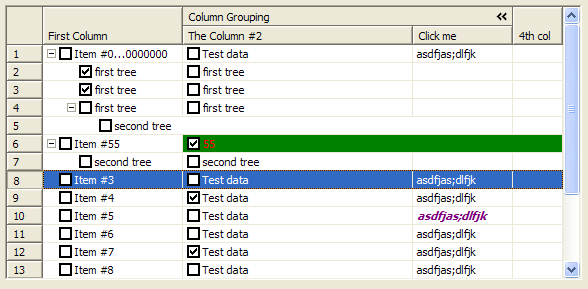 Column Grouping
First Column The Column #2 Click me 4th col
1 Item #0...0000000 Test data asdfjas;dlfjk
2 first tree first tree
3 first tree first tree
4 first tree first tree
5 second tree
6 Item #55 55
7 second tree second tree
8 Item #3 Test data asdfjas;dlfjk
9 Item #4 Test data asdfjas;dlfjk
10 Item #5 Test data asdfjas;dlfjk
11 Item #6 Test data asdfjas;dlfjk
12 Item #7 Test data asdfjas;dlfjk
13 Item #8 Test data asdfjas;dlfjk